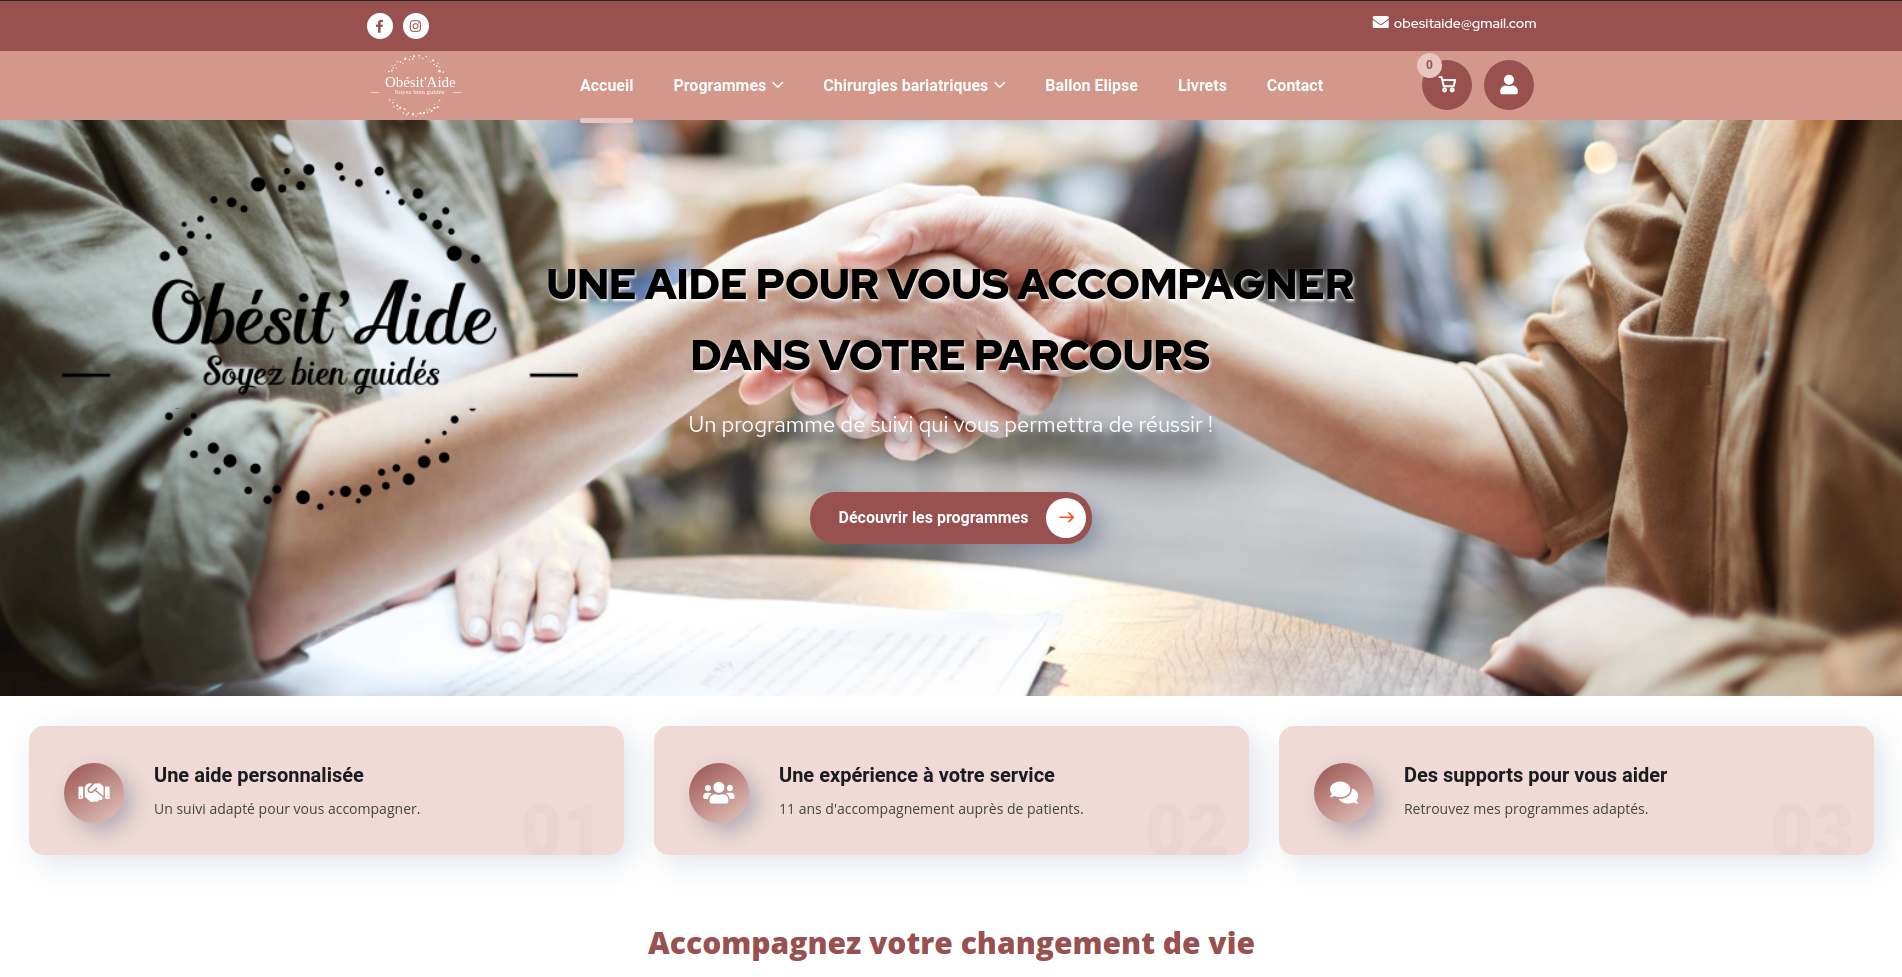 obesitaide@gmail.com
Obésit'Aide
Soyez bien guidés
Accueil
Programmes
Chirurgies bariatriques
Ballon Elipse
Livrets
Contact
0
Obésit'Aide
Soyez bien guidés
UNE AIDE POUR VOUS ACCOMPAGNER
DANS VOTRE PARCOURS
Un programme de suivi qui vous permettra de réussir !
Découvrir les programmes
Une aide personnalisée
Un suivi adapté pour vous accompagner.
01
Une expérience à votre service
11 ans d'accompagnement auprès de patients.
02
Des supports pour vous aider
Retrouvez mes programmes adaptés.
03
Accompagnez votre changement de vie